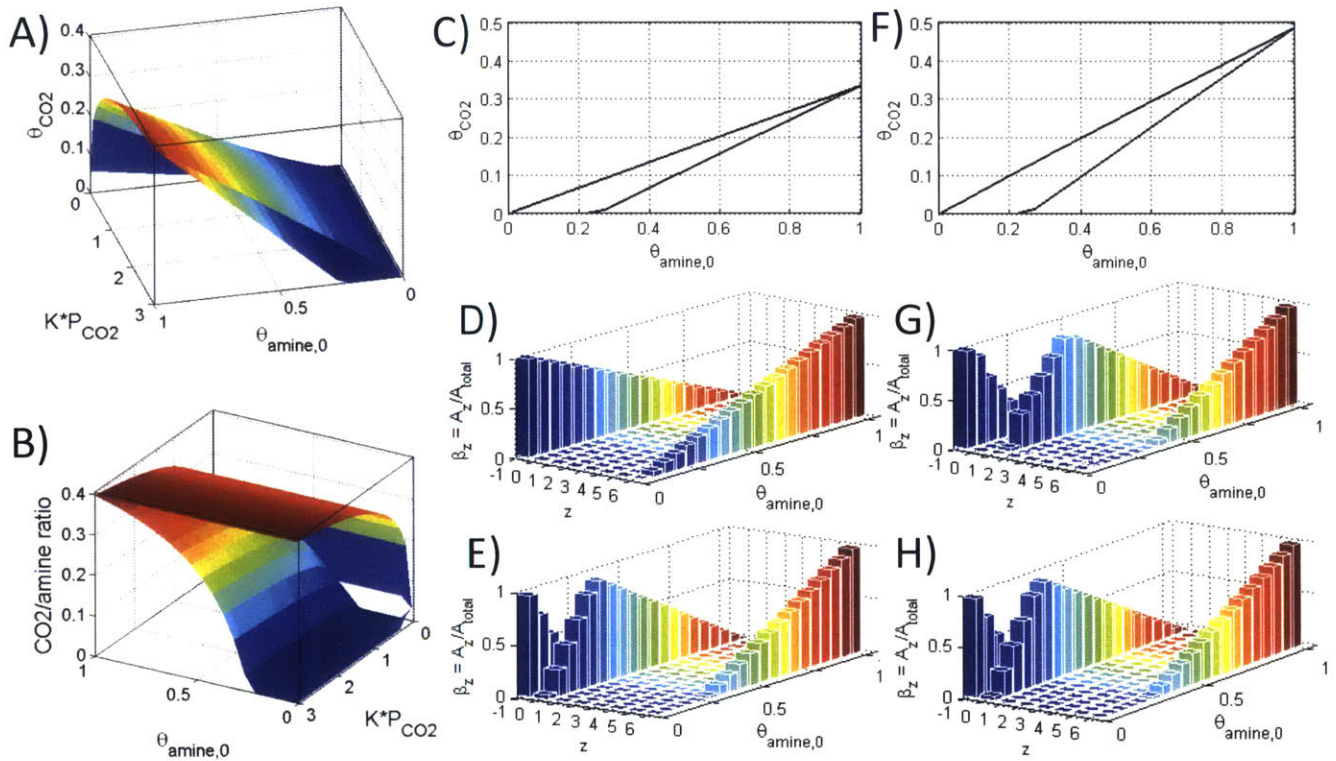 A)
0.4
0.3
0.2
0.1
0
θCO2
0
1
2
3
K*PCO2
1
0.5
0
θamine,0
B)
0.4
0.3
0.2
0.1
0
CO2/amine ratio
1
0.5
0
θamine,0
3
2
1
0
K*PCO2
C)
0.5
0.4
0.3
0.2
0.1
0
θCO2
0 0.2 0.4 0.6 0.8 1
θamine,0
D)
1
0.5
0
βz = Az/Atotal
-1 0 1 2 3 4 5 6
z
0 0.5 1
θamine,0
E)
1
0.5
0
βz = Az/Atotal
-1 0 1 2 3 4 5 6
z
0 0.5 1
θamine,0
F)
0.5
0.4
0.3
0.2
0.1
0
θCO2
0 0.2 0.4 0.6 0.8 1
θamine,0
G)
1
0.5
0
βz = Az/Atotal
-1 0 1 2 3 4 5 6
z
0 0.5 1
θamine,0
H)
1
0.5
0
βz = Az/Atotal
-1 0 1 2 3 4 5 6
z
0 0.5 1
θamine,0